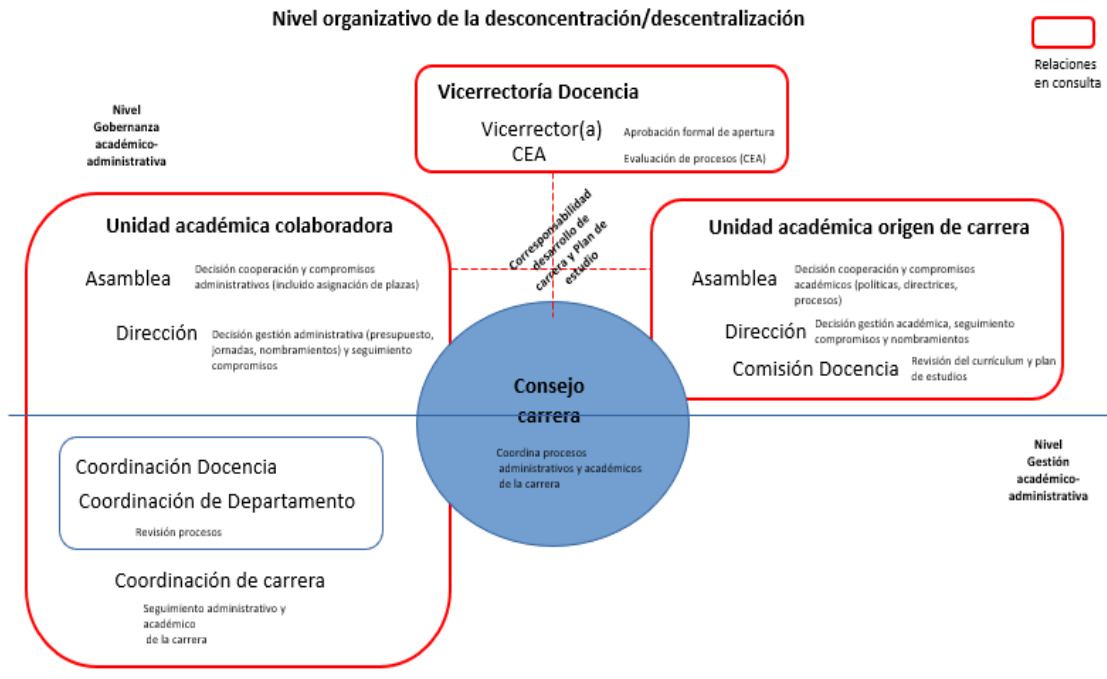 Nivel organizativo de la desconcentración/descentralización
Relaciones
en consulta
Nivel
Gobernanza
académico-
administrativa
Vicerrectoría Docencia
Vicerrector(a)
Aprobación formal de apertura
CEA
Evaluación de procesos (CEA)
Corresponsabilidad
desarrollo de
carrera y Plan de
estudio
Unidad académica colaboradora
Asamblea
Decisión cooperación y compromisos
administrativos (incluido asignación de plazas)
Dirección
Decisión gestión administrativa (presupuesto,
jornadas, nombramientos) y seguimiento
compromisos
Unidad académica origen de carrera
Asamblea
Decisión cooperación y compromisos
académicos (políticas, directrices,
procesos)
Dirección
Decisión gestión académica, seguimiento
compromisos y nombramientos
Comisión Docencia
Revisión del currículum y plan
de estudios
Consejo
carrera
Coordina procesos
administrativos y académicos
de la carrera
Nivel
Gestión
académico-
administrativa
Coordinación Docencia
Coordinación de Departamento
Revisión procesos
Coordinación de carrera
Seguimiento administrativo y
académico
de la carrera